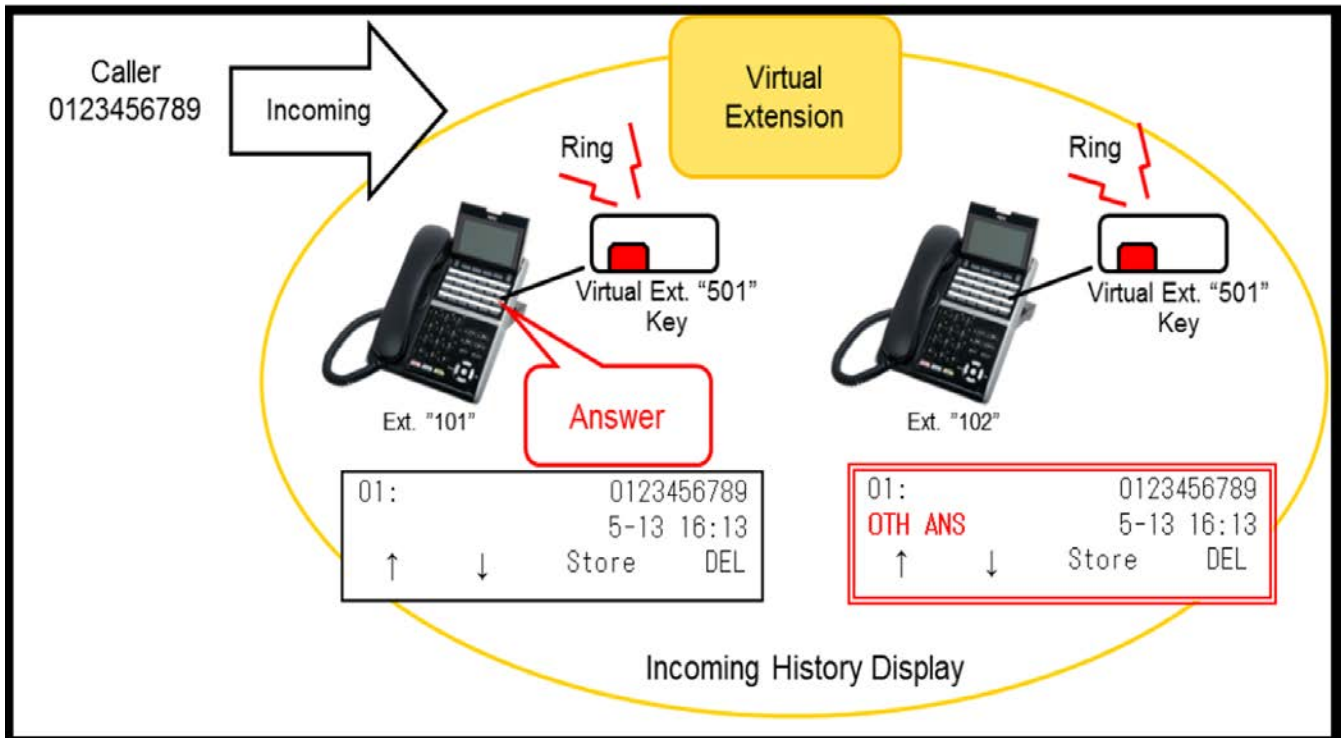 Caller
0123456789
Incoming
Virtual
Extension
Ring
Virtual Ext. “501”
Key
Ring
Virtual Ext. “501”
Key
Ext. ”101”
Answer
Ext. ”102”
01: 0123456789
5-13 16:13
↑ ↓ Store DEL
01: 0123456789
OTH ANS 5-13 16:13
↑ ↓ Store DEL
Incoming History Display